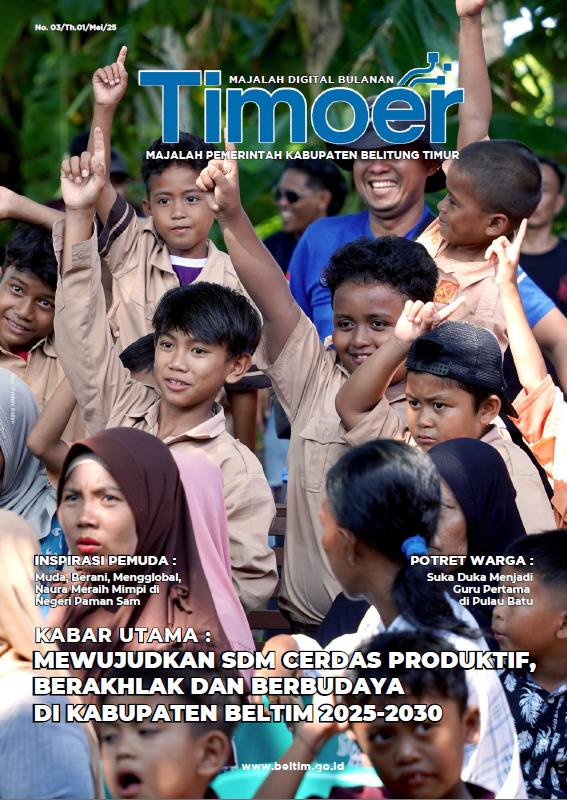 No. 03/Th.01/Mei/25
MAJALAH DIGITAL BULANAN
Timoer
MAJALAH PEMERINTAH KABUPATEN BELITUNG TIMUR
INSPIRASI PEMUDA :
Muda, Berani, Mengglobal,
Naura Meraih Mimpi di
Negeri Paman Sam
POTRET WARGA :
Suka Duka Menjadi
Guru Pertama
di Pulau Batu
KABAR UTAMA :
MEWUJUDKAN SDM CERDAS PRODUKTIF,
BERAKHLAK DAN BERBUDAYA
DI KABUPATEN BELTIM 2025-2030
www.beltim.go.id